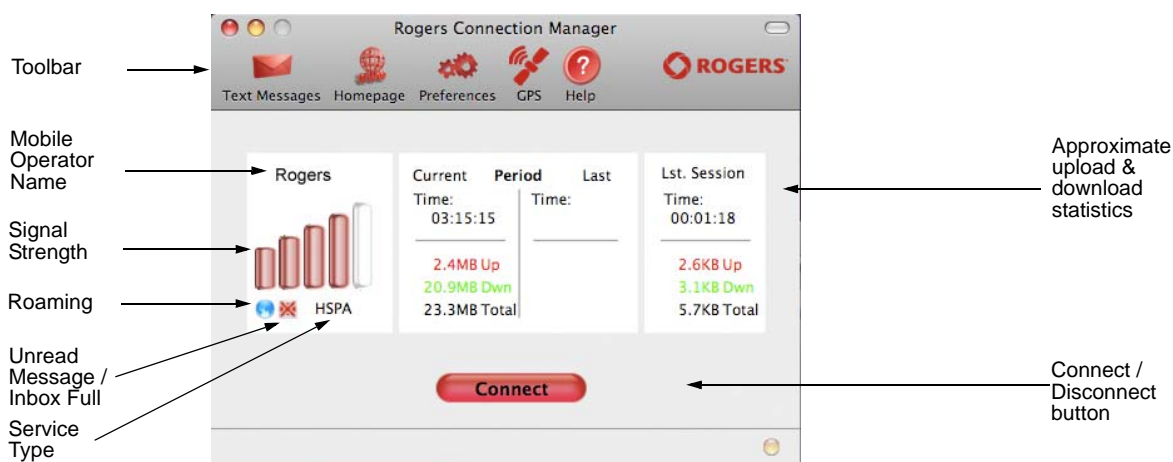 Rogers Connection Manager
Toolbar
Text Messages Homepage Preferences GPS Help
?
ROGERS
Mobile
Operator
Name
Signal
Strength
Roaming
Unread
Message /
Inbox Full
Service
Type
Rogers
HSPA
Current Period Last
Time: Time:
03:15:15
2.4MB Up
20.9MB Dwn
23.3MB Total
Lst. Session
Time:
00:01:18
2.6KB Up
3.1KB Dwn
5.7KB Total
Connect
Approximate
upload &
download
statistics
Connect /
Disconnect
button